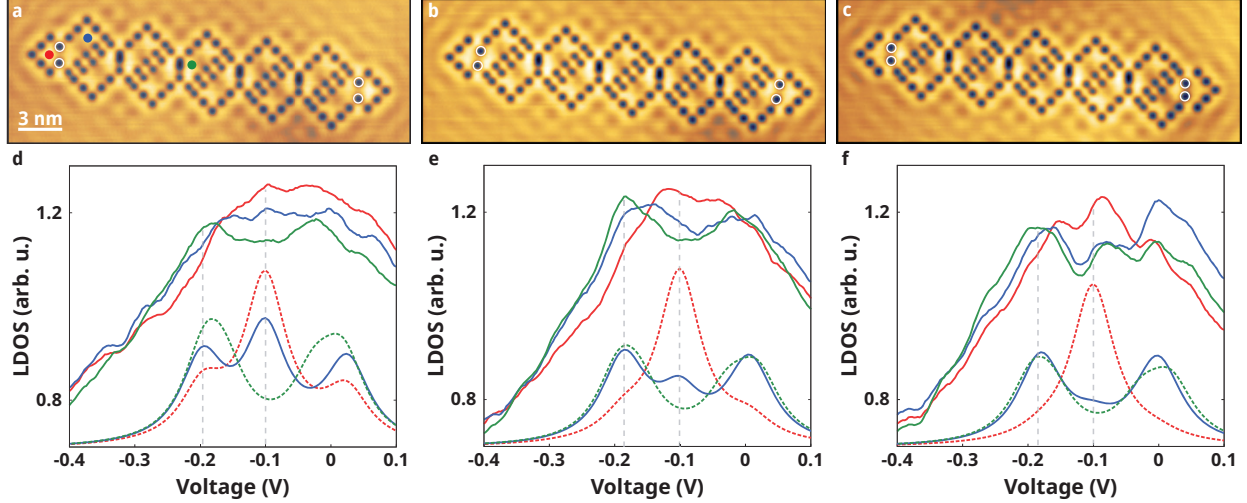 a b c
3 nm
d e f
1.2 1.2 1.2
LDOS (arb. u.) LDOS (arb. u.) LDOS (arb. u.)
0.8 0.8 0.8
-0.4 -0.3 -0.2 -0.1 0 0.1 -0.4 -0.3 -0.2 -0.1 0 0.1 -0.4 -0.3 -0.2 -0.1 0 0.1
Voltage (V) Voltage (V) Voltage (V)